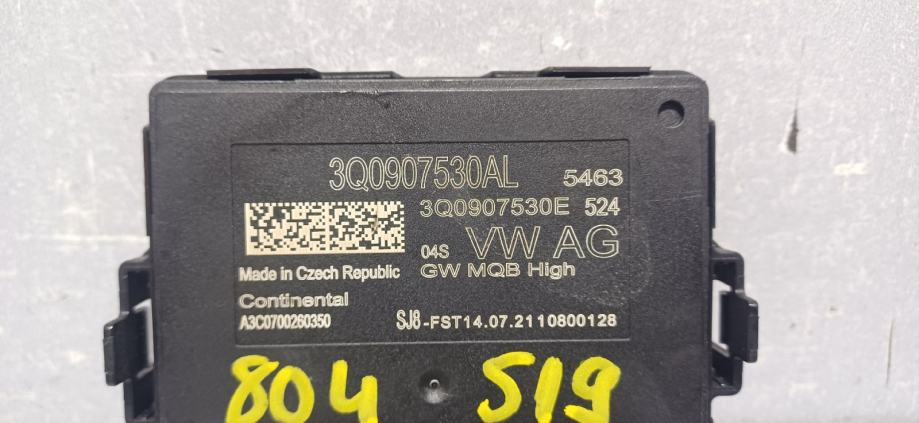 3Q0907530AL 5463
3Q0907530E 524
04S VW AG
Made in Czech Republic GW MQB High
Continental
A3C0700260350 SJ8-FST14.07.2110800128
804 519